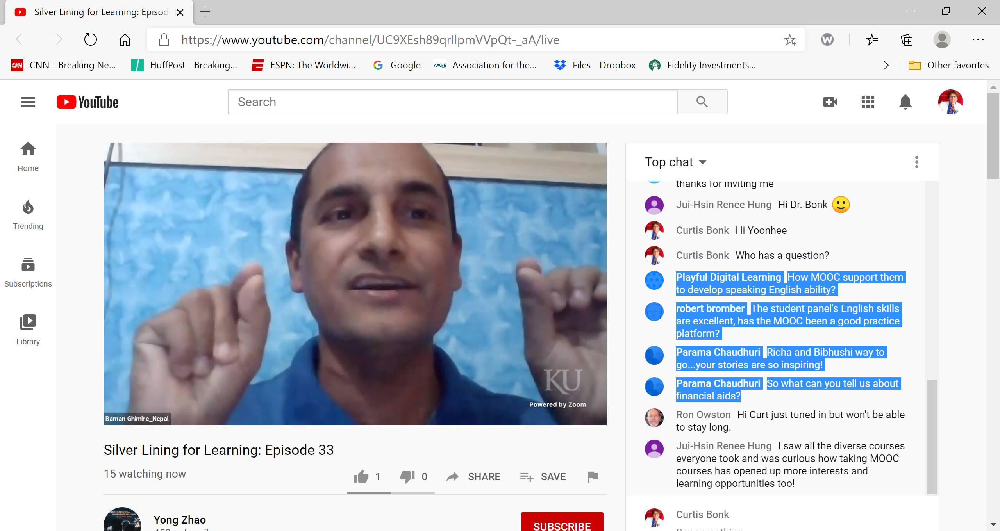 Silver Lining for Learning: Episod
https://www.youtube.com/channel/UC9XEsh89qrIlpmVVpQt-_aA/live
W
CNN CNN - Breaking Ne... HuffPost - Breaking... ESPN: The Worldwi... Google AACE Association for the... Files - Dropbox Fidelity Investments... Other favorites
YouTube
Search
Home
Trending
Subscriptions
Library
KU
Powered by Zoom
Baman Ghimire_Nepal
Silver Lining for Learning: Episode 33
15 watching now
1 0 SHARE SAVE
Yong Zhao
SUBSCRIBE
Top chat
thanks for inviting me
Jui-Hsin Renee Hung Hi Dr. Bonk
Curtis Bonk Hi Yoonhee
Curtis Bonk Who has a question?
Playful Digital Learning How MOOC support them
to develop speaking English ability?
robert bromber The student panel's English skills
are excellent, has the MOOC been a good practice
platform?
Parama Chaudhuri Richa and Bibhushi way to
go...your stories are so inspiring!
Parama Chaudhuri So what can you tell us about
financial aids?
Ron Owston Hi Curt just tuned in but won't be able
to stay long.
Jui-Hsin Renee Hung I saw all the diverse courses
everyone took and was curious how taking MOOC
courses has opened up more interests and
learning opportunities too!
Curtis Bonk